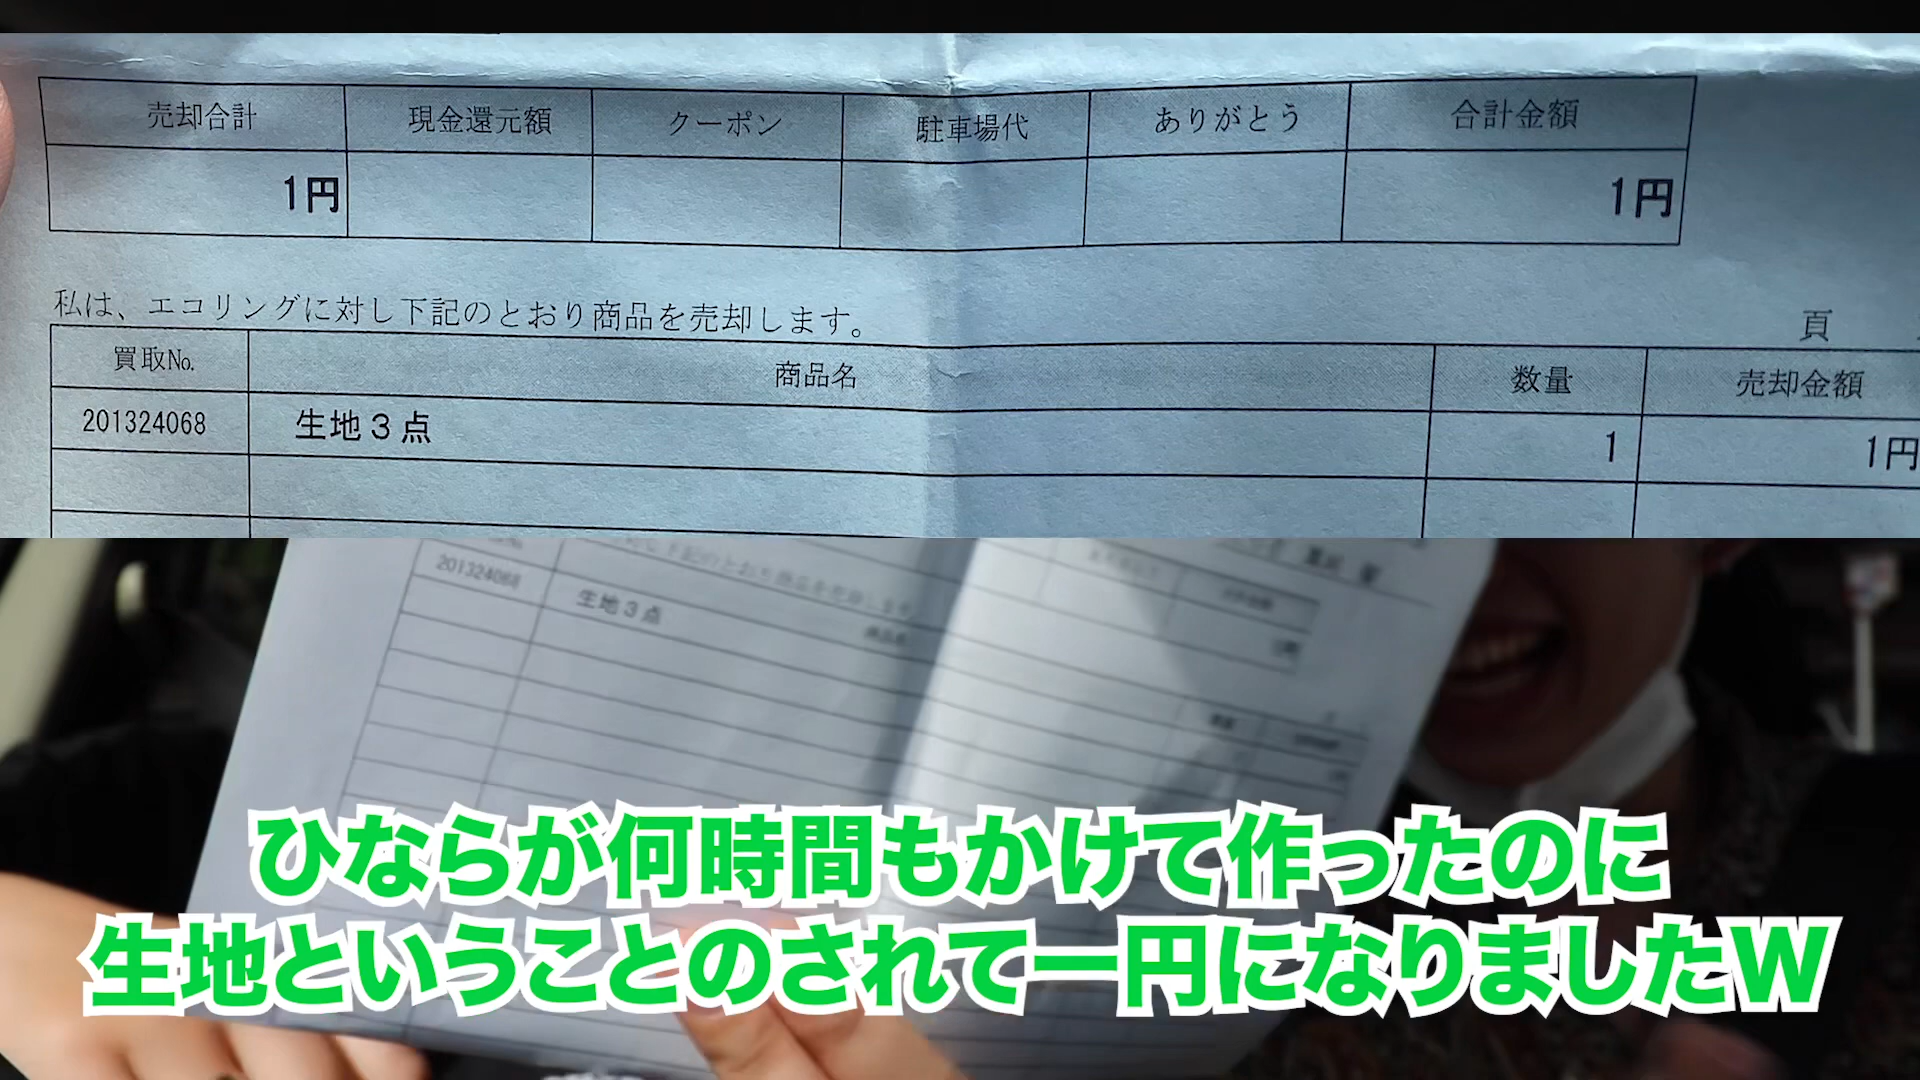 売却合計 現金還元額 クーポン 駐車場代 ありがとう 合計金額
1円 1円
私は、エコリングに対し下記のとおり商品を売却します。
頁
買取No. 商品名 数量 売却金額
201324068 生地3点 1 1円
201324068 生地3点
商品名
ひならが何時間もかけて作ったのに
生地ということのされて一円になりましたW